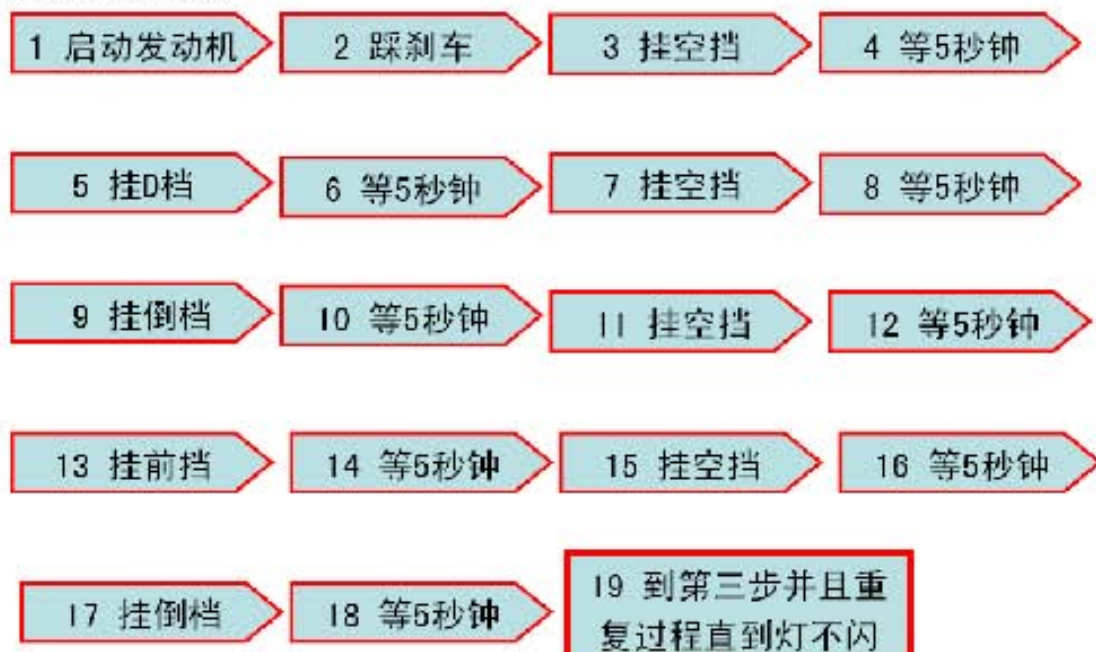 1 启动发动机
2 踩刹车
3 挂空挡
4 等5秒钟
5 挂D档
6 等5秒钟
7 挂空挡
8 等5秒钟
9 挂倒档
10 等5秒钟
11 挂空挡
12 等5秒钟
13 挂前挡
14 等5秒钟
15 挂空挡
16 等5秒钟
17 挂倒档
18 等5秒钟
19 到第三步并且重
复过程直到灯不闪